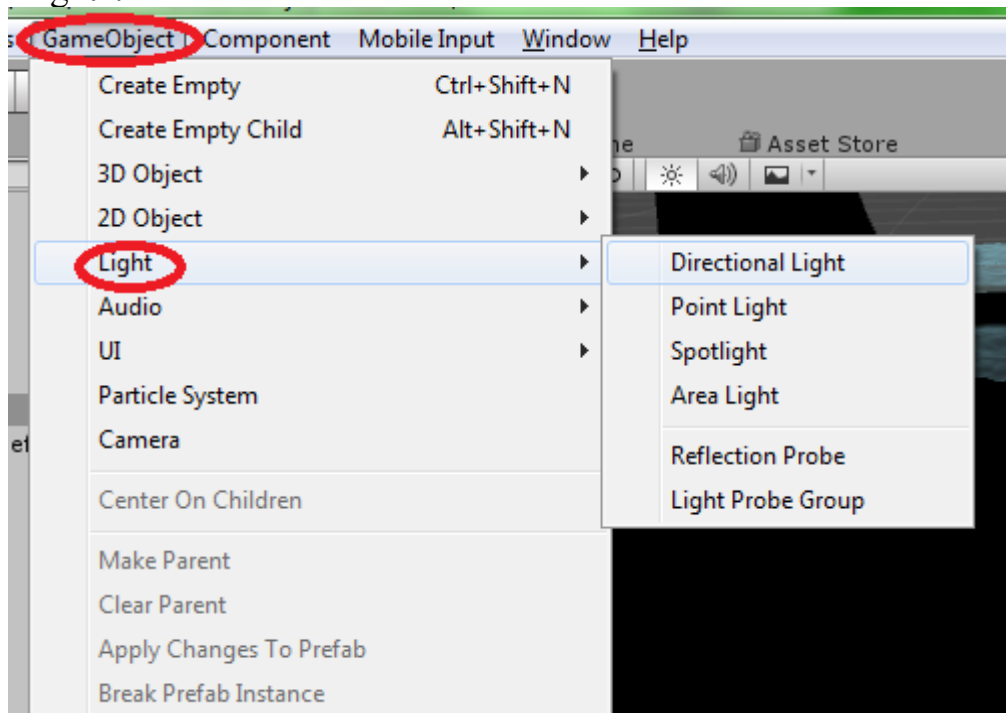 GameObject Component Mobile Input Window Help
Create Empty Ctrl+Shift+N
Create Empty Child Alt+Shift+N
Asset Store
3D Object
2D Object
Light
Directional Light
Audio
Point Light
UI
Spotlight
Particle System
Area Light
Camera
Reflection Probe
Center On Children
Light Probe Group
Make Parent
Clear Parent
Apply Changes To Prefab
Break Prefab Instance